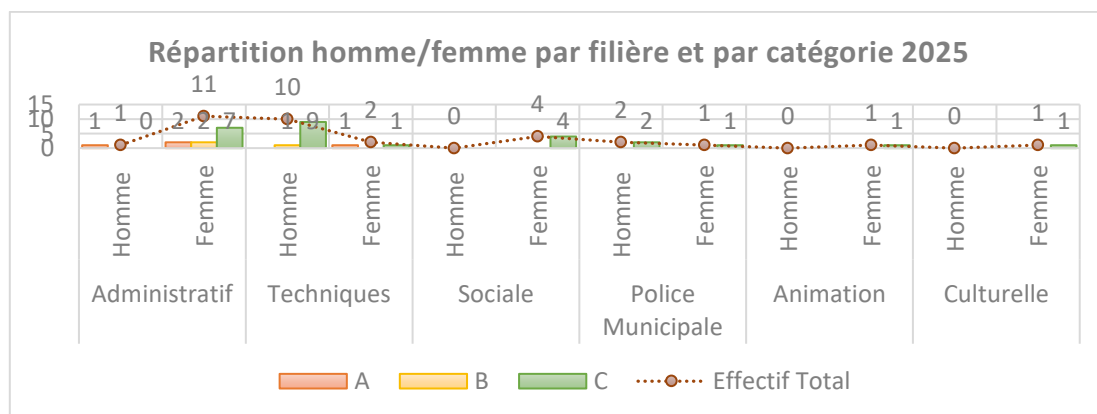 Répartition homme/femme par filière et par catégorie 2025
11
10
15
10
5
0
1 1 0 2 2 7 1 9 1 2 1 0 4 4 2 2 1 1 0 1 1 0 1 1
Homme Femme Homme Femme Homme Femme Homme Femme Homme Femme Homme Femme
Administratif Techniques Sociale Police Municipale Animation Culturelle
A B C Effectif Total